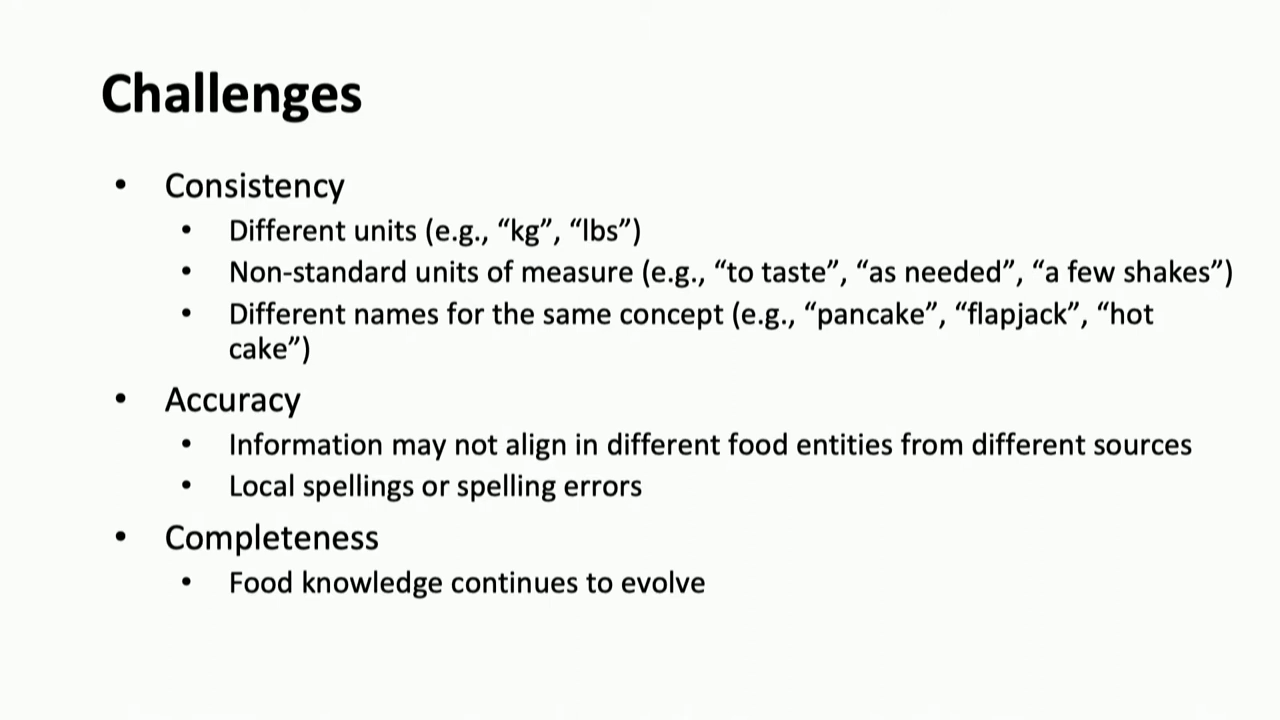 Challenges
• Consistency
• Different units (e.g., “kg”, “lbs”)
• Non-standard units of measure (e.g., “to taste”, “as needed”, “a few shakes”)
• Different names for the same concept (e.g., “pancake”, “flapjack”, “hot
cake”)
• Accuracy
• Information may not align in different food entities from different sources
• Local spellings or spelling errors
• Completeness
• Food knowledge continues to evolve